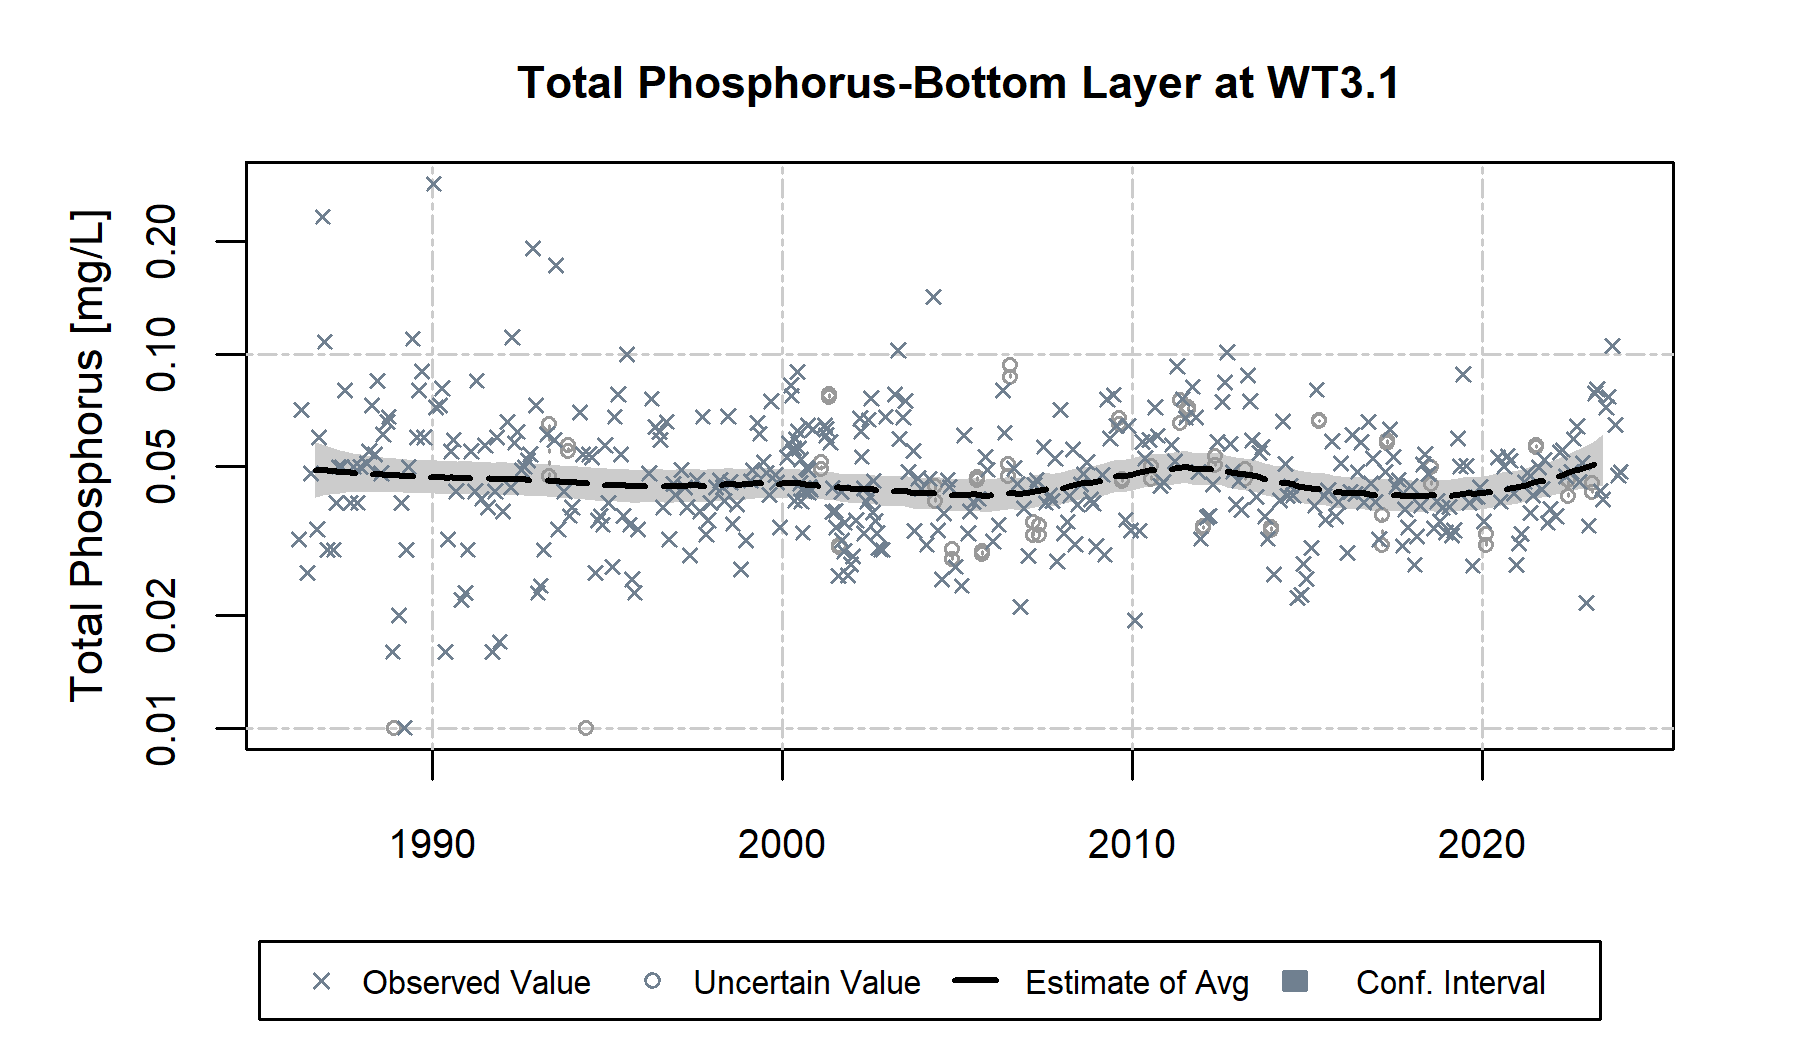 Total Phosphorus-Bottom Layer at WT3.1
Total Phosphorus [mg/L]
0.20
0.10
0.05
0.02
0.01
1990 2000 2010 2020
Observed Value Uncertain Value Estimate of Avg Conf. Interval